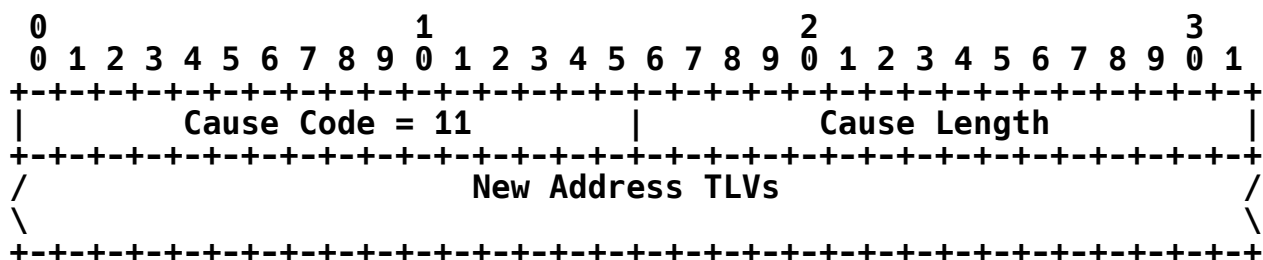 0                   1                   2                   3
 0 1 2 3 4 5 6 7 8 9 0 1 2 3 4 5 6 7 8 9 0 1 2 3 4 5 6 7 8 9 0 1
+-+-+-+-+-+-+-+-+-+-+-+-+-+-+-+-+-+-+-+-+-+-+-+-+-+-+-+-+-+-+-+-+
|        Cause Code = 11        |         Cause Length          |
+-+-+-+-+-+-+-+-+-+-+-+-+-+-+-+-+-+-+-+-+-+-+-+-+-+-+-+-+-+-+-+-+
/                       New Address TLVs                        /
\                                                               \
+-+-+-+-+-+-+-+-+-+-+-+-+-+-+-+-+-+-+-+-+-+-+-+-+-+-+-+-+-+-+-+-+